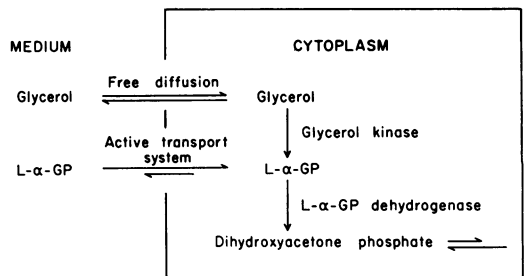 MEDIUM
CYTOPLASM
Free diffusion
Glycerol
Glycerol
Glycerol kinase
Active transport
system
L-α-GP
L-α-GP
L-α-GP dehydrogenase
Dihydroxyacetone phosphate